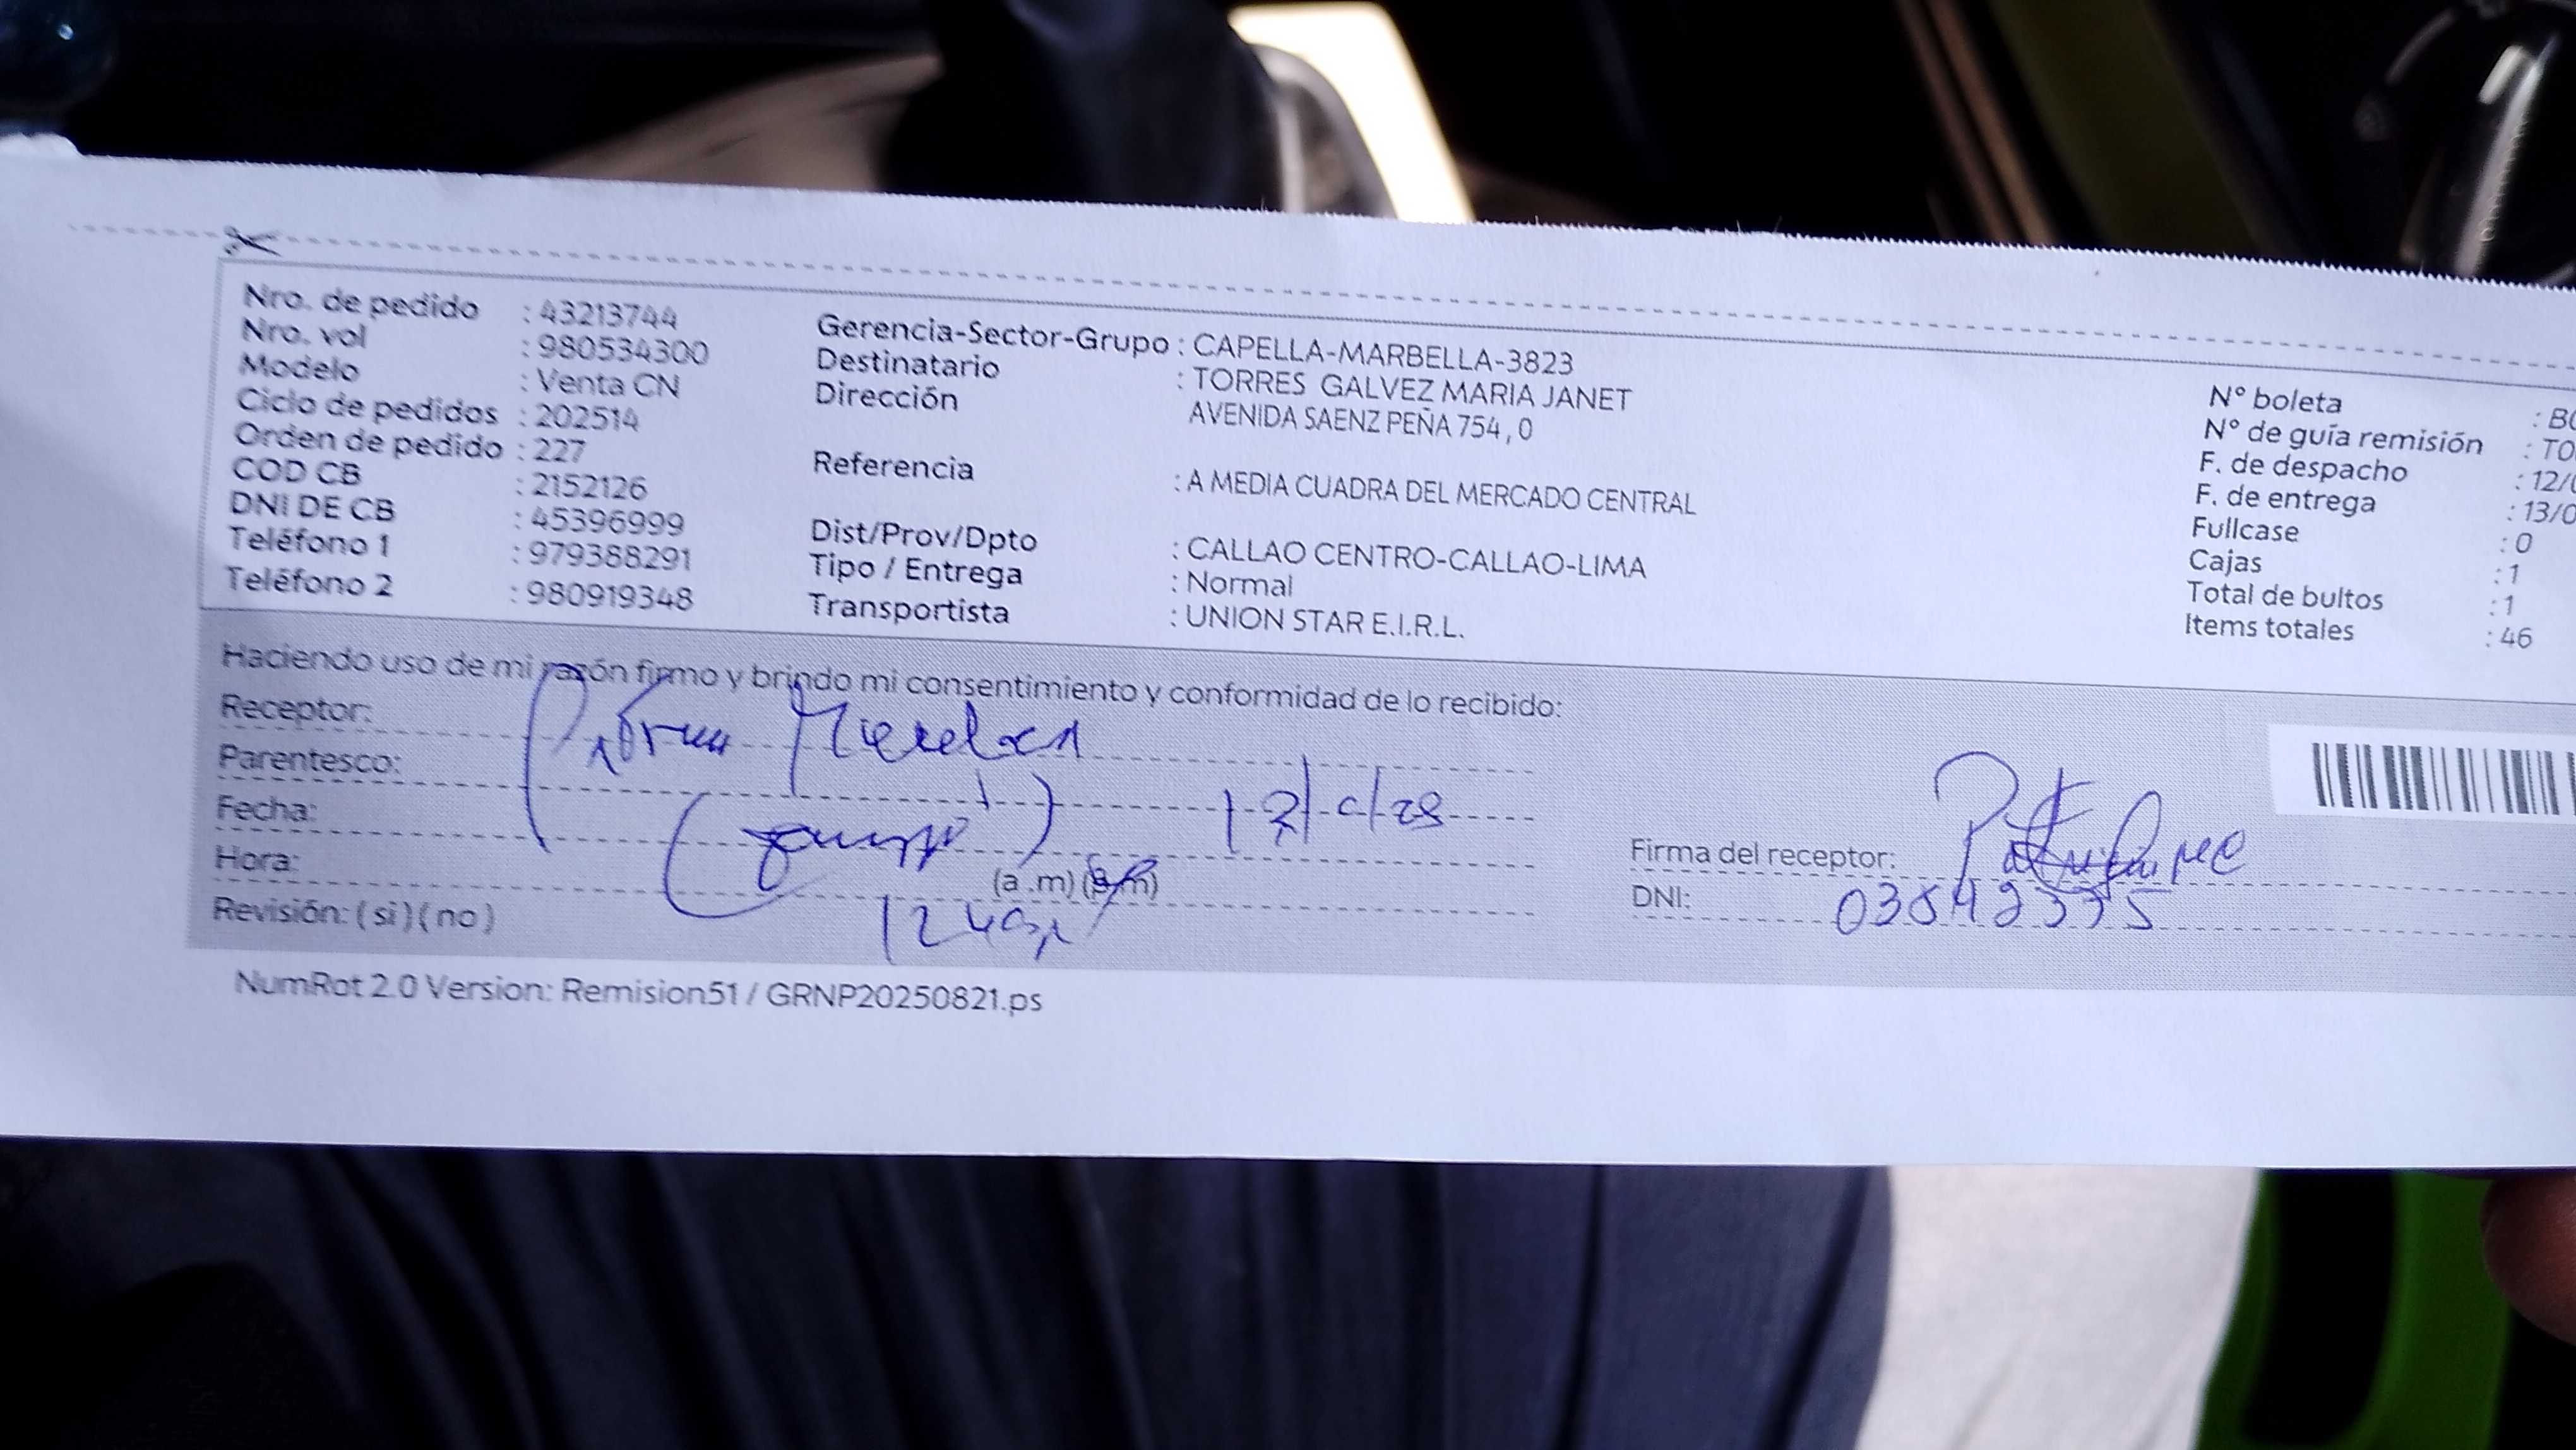 Nro. de pedido : 43213744
Nro. vol : 980534300
Modelo : Venta CN
Ciclo de pedidos : 202514
Orden de pedido : 227
COD CB : 2152126
DNI DE CB : 45396999
Teléfono 1 : 979388291
Teléfono 2 : 980919348
Gerencia-Sector-Grupo : CAPELLA-MARBELLA-3823
Destinatario : TORRES GALVEZ MARIA JANET
Dirección AVENIDA SAENZ PEÑA 754 , 0
Referencia : A MEDIA CUADRA DEL MERCADO CENTRAL
Dist/Prov/Dpto : CALLAO CENTRO-CALLAO-LIMA
Tipo / Entrega : Normal
Transportista : UNION STAR E.I.R.L.
N° boleta
N° de guía remisión
F. de despacho : 12/
F. de entrega : 13/0
Fullcase : 0
Cajas : 1
Total de bultos : 1
Items totales : 46
Haciendo uso de mi razón firmo y brindo mi consentimiento y conformidad de lo recibido:
Receptor:
Parentesco:
Fecha:
Hora: (a .m) (p.m)
Revisión: ( si ) ( no )
Firma del receptor:
DNI:
NumRot 2.0 Version: Remision51 / GRNP20250821.ps